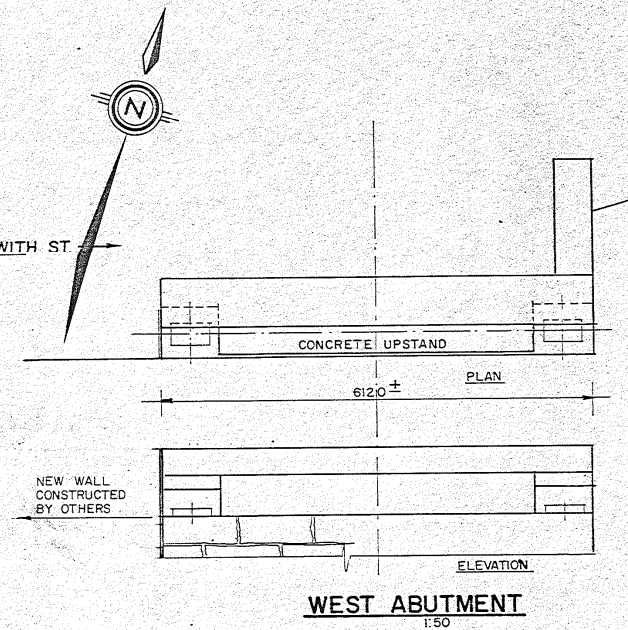 N
WITH ST.
CONCRETE UPSTAND
PLAN
6120 ±
NEW WALL
CONSTRUCTED
BY OTHERS
ELEVATION
WEST ABUTMENT
1:50